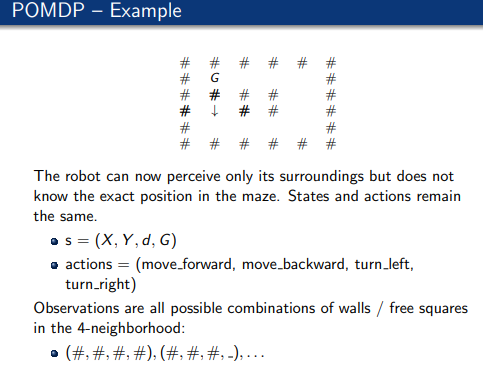 POMDP – Example
# # # # # #
# G #
# # # # #
# ↓ # # #
# #
# # # # # #
The robot can now perceive only its surroundings but does not
know the exact position in the maze. States and actions remain
the same.
s = (X, Y, d, G)
actions = (move_forward, move_backward, turn_left,
turn_right)
Observations are all possible combinations of walls / free squares
in the 4-neighborhood:
(#, #, #, #), (#, #, #, _), . . .